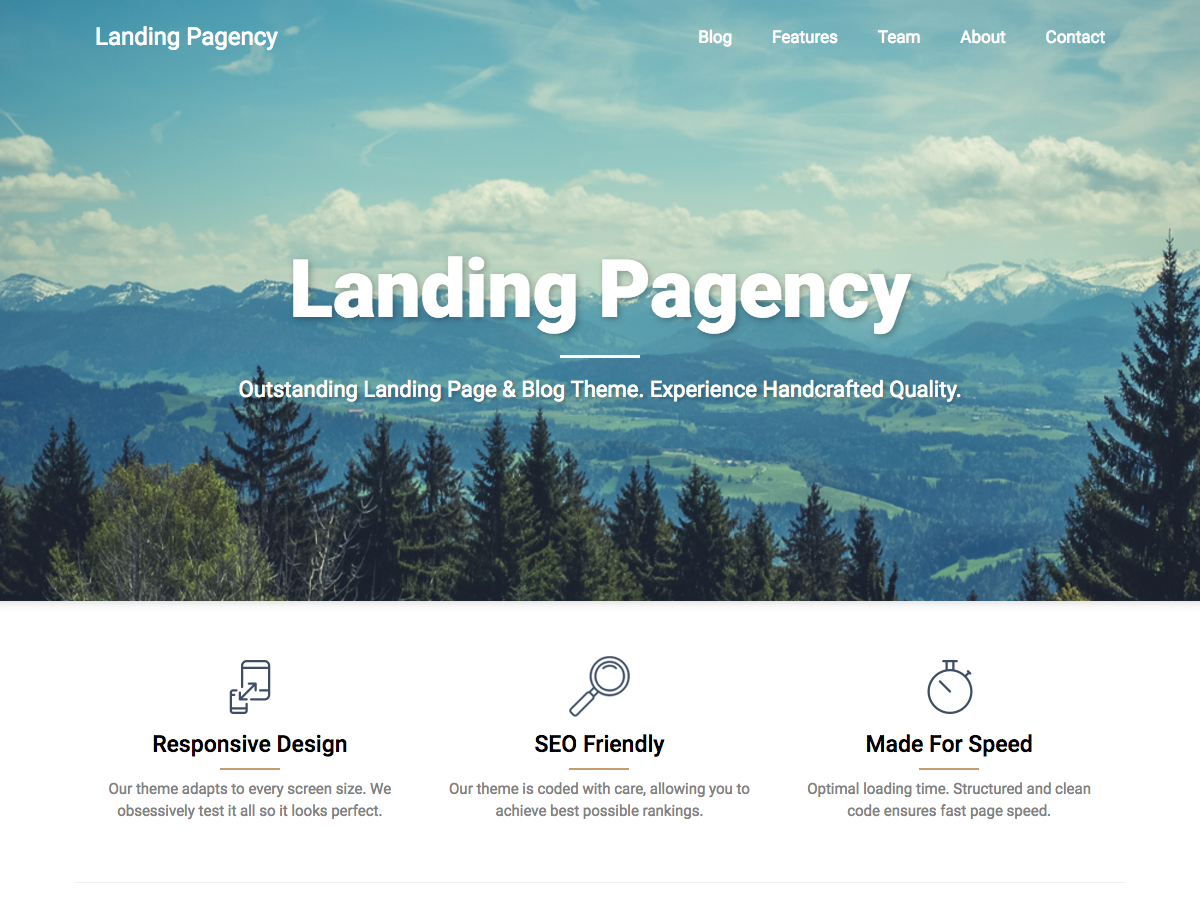 Landing Pagency
Blog Features Team About Contact
Landing Pagency
Outstanding Landing Page & Blog Theme. Experience Handcrafted Quality.
Responsive Design
Our theme adapts to every screen size. We
obsessively test it all so it looks perfect.
SEO Friendly
Our theme is coded with care, allowing you to
achieve best possible rankings.
Made For Speed
Optimal loading time. Structured and clean
code ensures fast page speed.